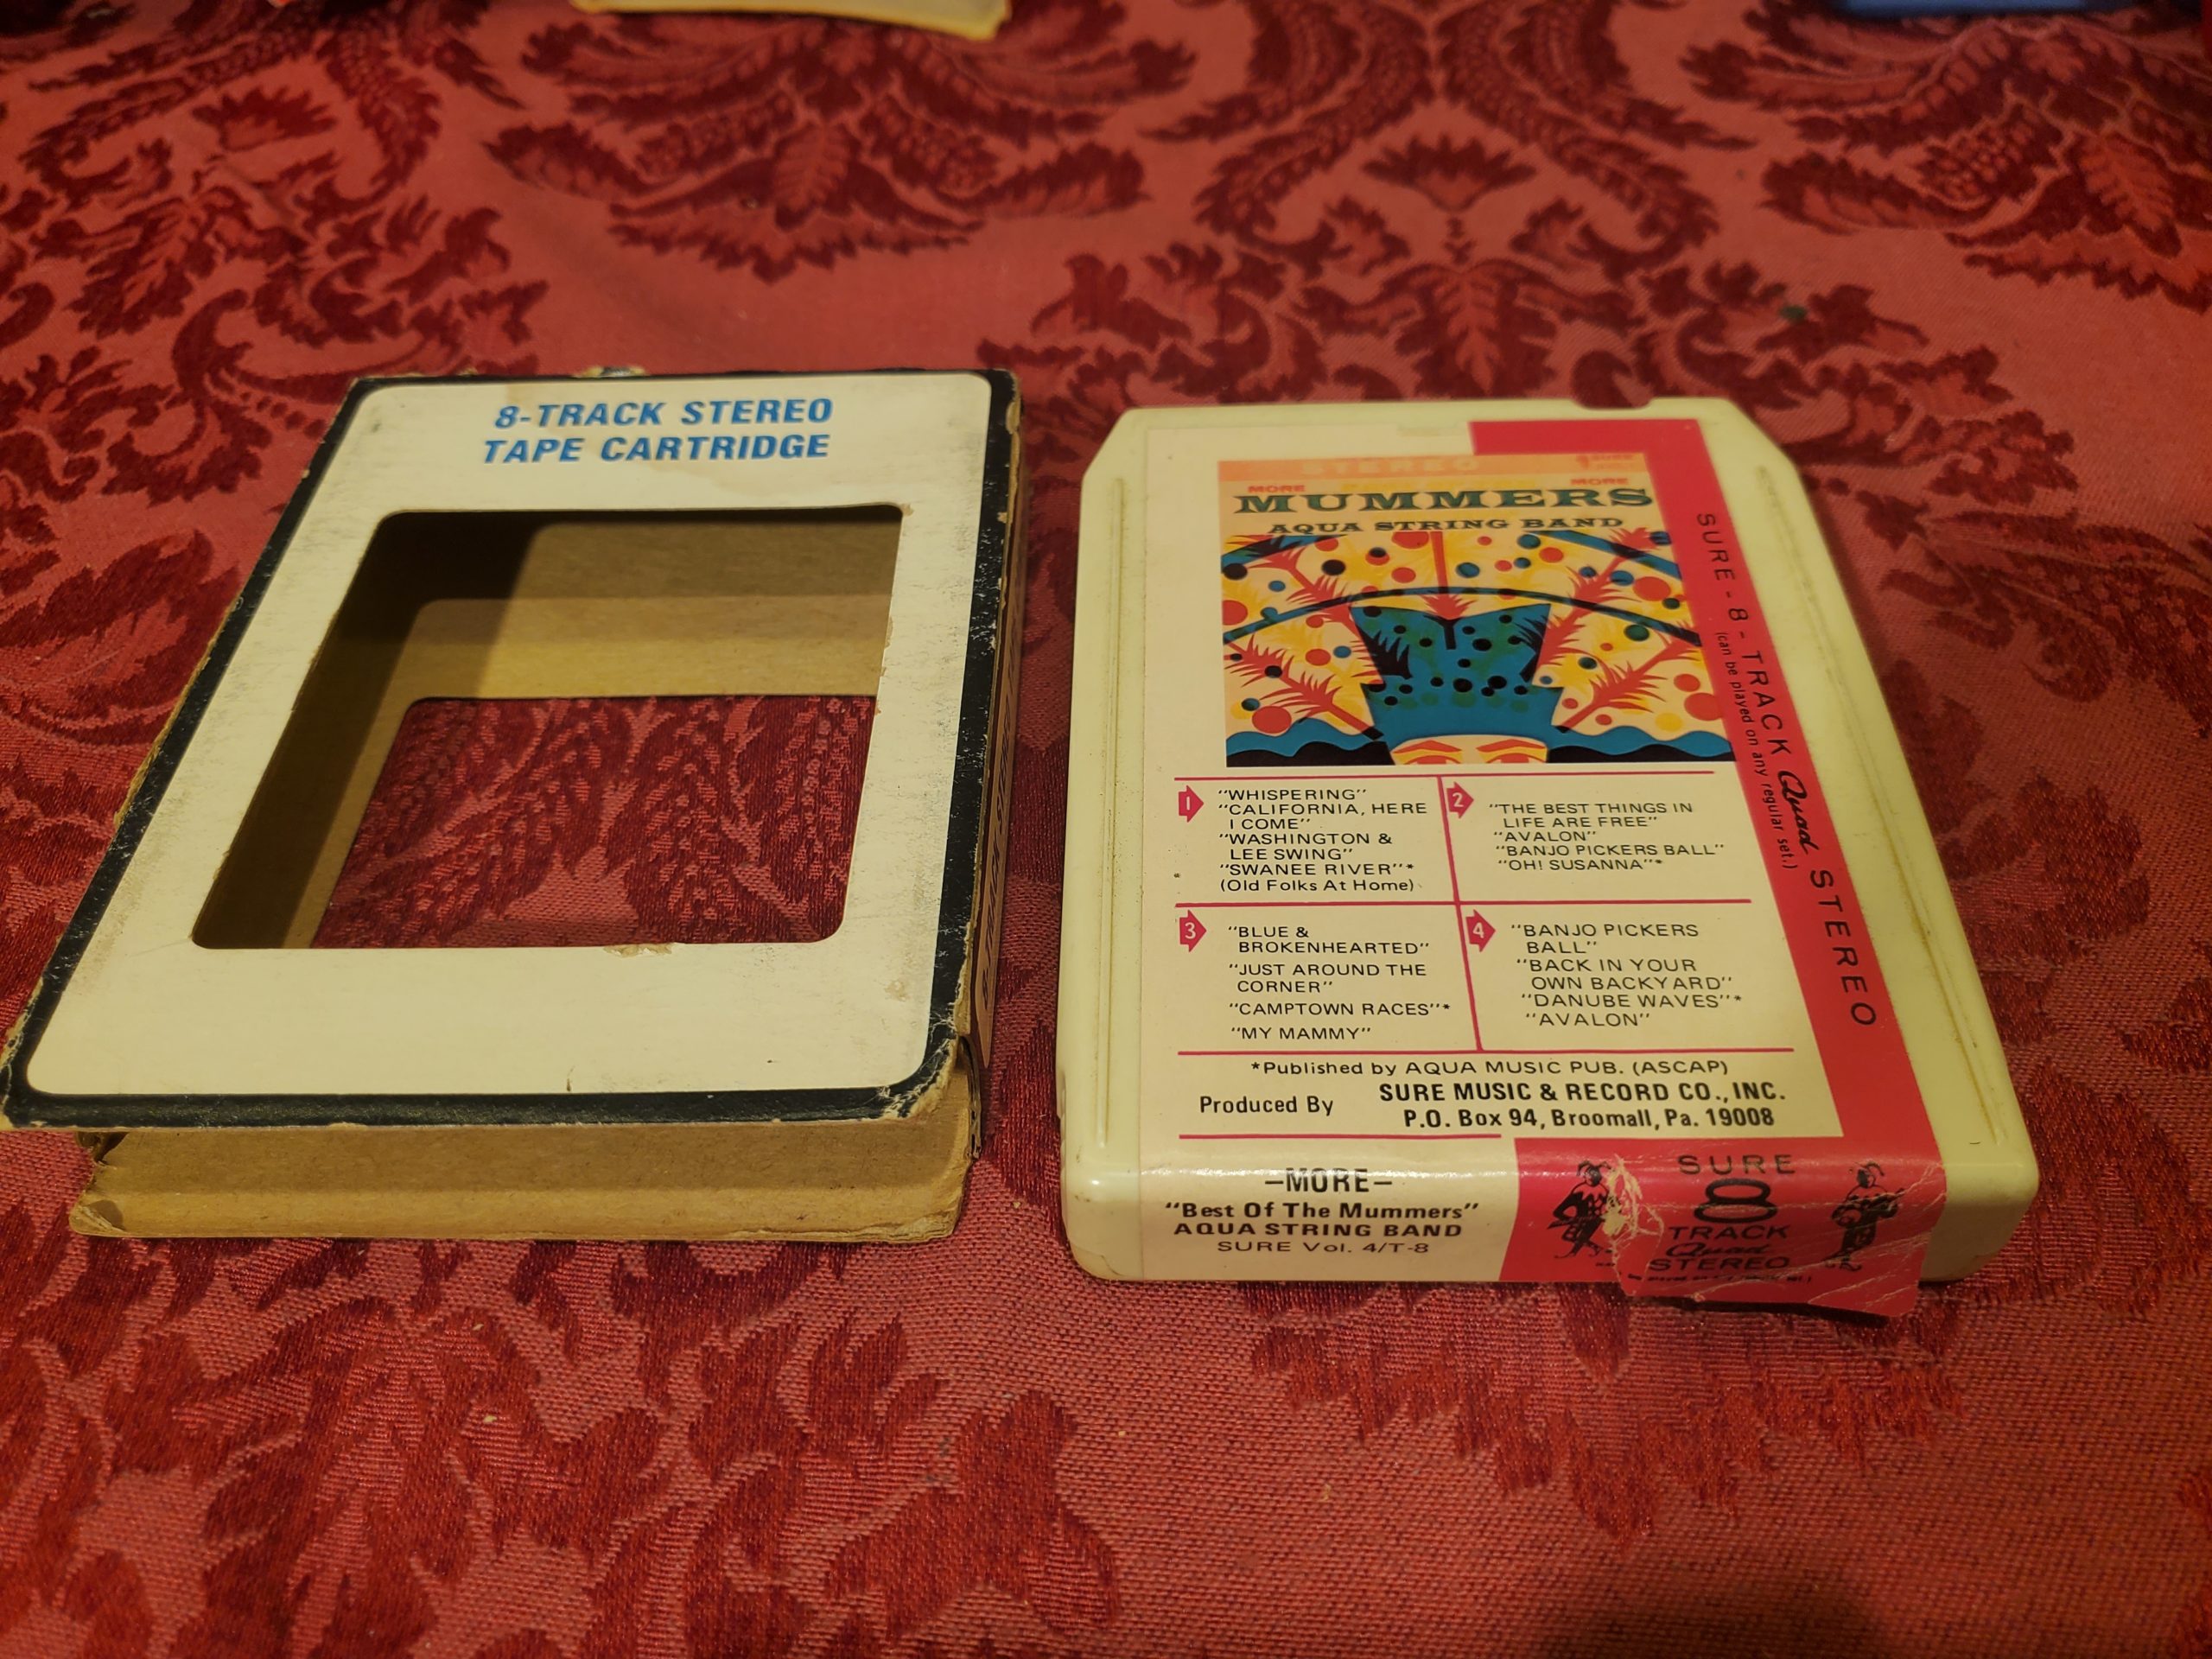 8-TRACK STEREO
TAPE CARTRIDGE
STEREO
MORE MORE
MUMMERS
AQUA STRING BAND
SURE - 8 - TRACK Quad STEREO
(can be played on any regular set.)
1
"WHISPERING"
"CALIFORNIA, HERE
I COME"
"WASHINGTON &
LEE SWING"
"SWANEE RIVER"*
(Old Folks At Home)
2
"THE BEST THINGS IN
LIFE ARE FREE"
"AVALON"
"BANJO PICKERS BALL"
"OH! SUSANNA"*
3
"BLUE &
BROKENHEARTED"
"JUST AROUND THE
CORNER"
"CAMPTOWN RACES"*
"MY MAMMY"
4
"BANJO PICKERS
BALL"
"BACK IN YOUR
OWN BACKYARD"
"DANUBE WAVES"*
"AVALON"
*Published by AQUA MUSIC PUB. (ASCAP)
Produced By SURE MUSIC & RECORD CO., INC.
P.O. Box 94, Broomall, Pa. 19008
—MORE—
"Best Of The Mummers"
AQUA STRING BAND
SURE Vol. 4/T-8
SURE
8
TRACK
Quad
STEREO